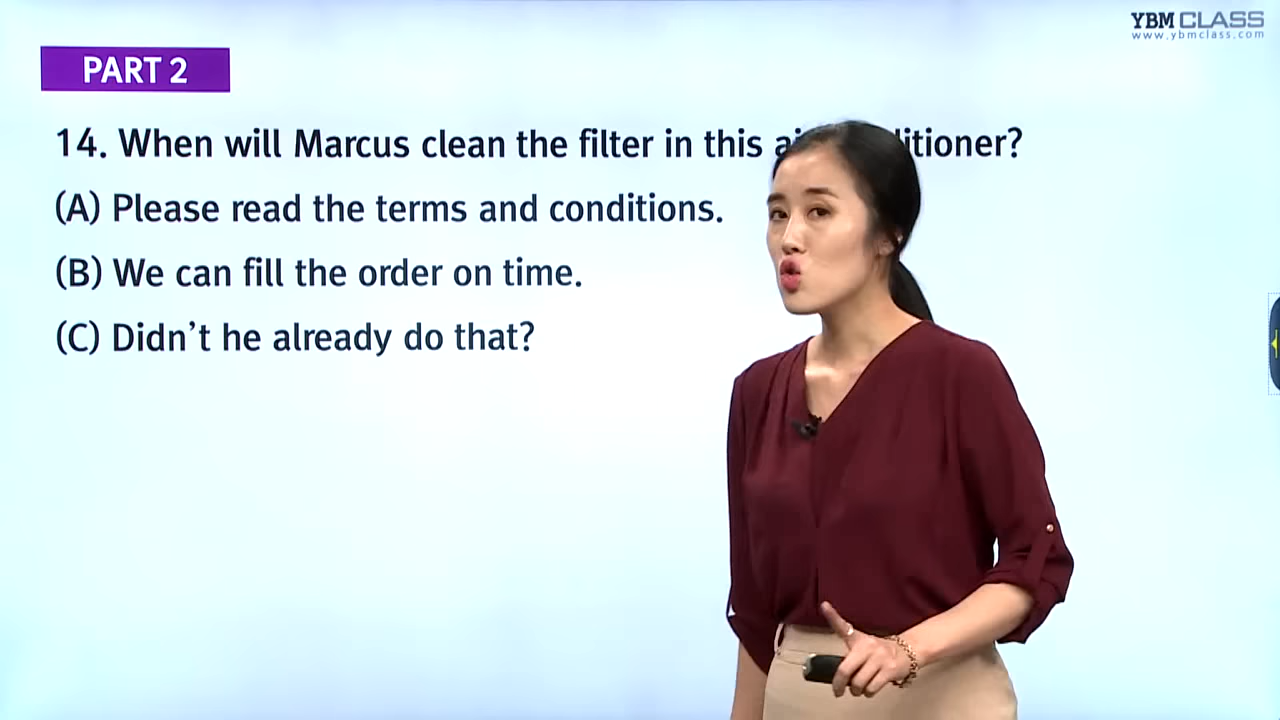 YBM CLASS
www.ybmclass.com
PART 2
14. When will Marcus clean the filter in this
(A) Please read the terms and conditions.
(B) We can fill the order on time.
(C) Didn't he already do that?